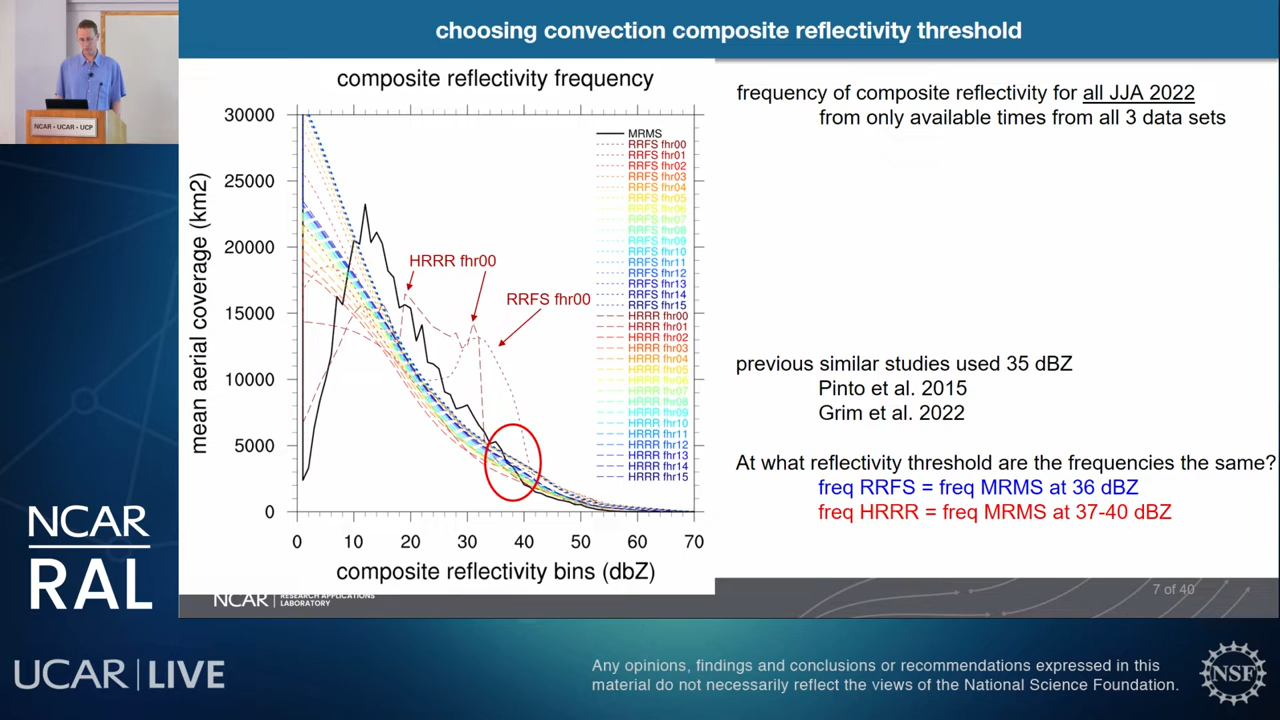 choosing convection composite reflectivity threshold
NCAR • UCAR • UCP
composite reflectivity frequency
mean aerial coverage (km2)
30000
25000
20000
15000
10000
5000
0
0 10 20 30 40 50 60 70
composite reflectivity bins (dbZ)
HRRR fhr00
RRFS fhr00
MRMS
RRFS fhr00
RRFS fhr01
RRFS fhr02
RRFS fhr03
RRFS fhr04
RRFS fhr05
RRFS fhr06
RRFS fhr07
RRFS fhr08
RRFS fhr09
RRFS fhr10
RRFS fhr11
RRFS fhr12
RRFS fhr13
RRFS fhr14
RRFS fhr15
HRRR fhr00
HRRR fhr01
HRRR fhr02
HRRR fhr03
HRRR fhr04
HRRR fhr05
HRRR fhr06
HRRR fhr07
HRRR fhr08
HRRR fhr09
HRRR fhr10
HRRR fhr11
HRRR fhr12
HRRR fhr13
HRRR fhr14
HRRR fhr15
frequency of composite reflectivity for all JJA 2022
from only available times from all 3 data sets
previous similar studies used 35 dBZ
Pinto et al. 2015
Grim et al. 2022
At what reflectivity threshold are the frequencies the same?
freq RRFS = freq MRMS at 36 dBZ
freq HRRR = freq MRMS at 37-40 dBZ
NCAR
RESEARCH APPLICATIONS
LABORATORY
7 of 40
NCAR
RAL
UCAR LIVE
Any opinions, findings and conclusions or recommendations expressed in this
material do not necessarily reflect the views of the National Science Foundation.
NSF